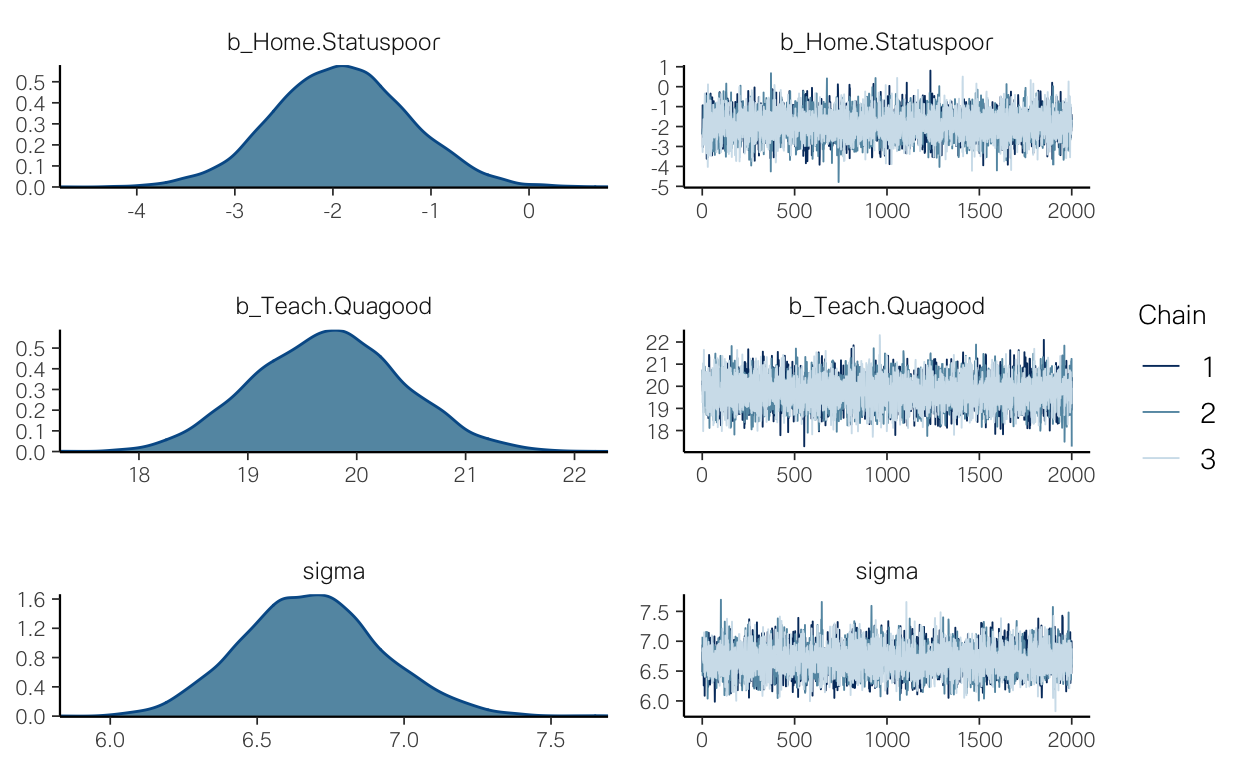 b_Home.Statuspoor
0.5
0.4
0.3
0.2
0.1
0.0
-4 -3 -2 -1 0
b_Home.Statuspoor
1
0
-1
-2
-3
-4
-5
0 500 1000 1500 2000
b_Teach.Quagood
0.5
0.4
0.3
0.2
0.1
0.0
18 19 20 21 22
b_Teach.Quagood
22
21
20
19
18
0 500 1000 1500 2000
sigma
1.6
1.2
0.8
0.4
0.0
6.0 6.5 7.0 7.5
sigma
7.5
7.0
6.5
6.0
0 500 1000 1500 2000
Chain
1
2
3